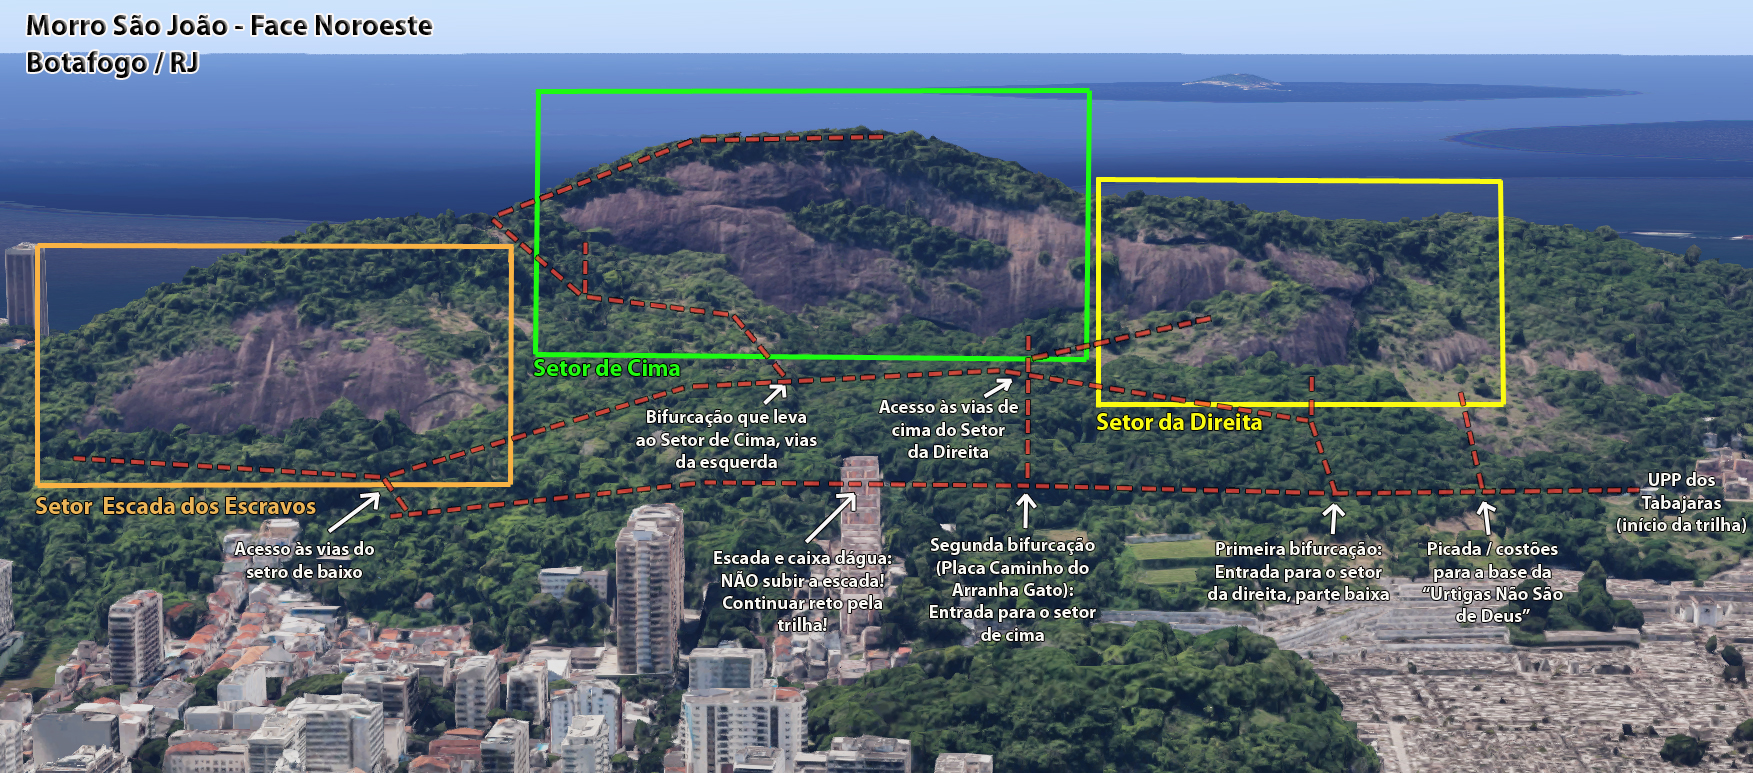 Morro São João - Face Noroeste
Botafogo / RJ
Setor de Cima
Setor da Direita
Setor Escada dos Escravos
Bifurcação que leva
ao Setor de Cima, vias
da esquerda
Acesso às vias de
cima do Setor
da Direita
UPP dos
Tabajaras
(início da trilha)
Acesso às vias do
setro de baixo
Escada e caixa dágua:
NÃO subir a escada!
Continuar reto pela
trilha!
Segunda bifurcação
(Placa Caminho do
Arranha Gato):
Entrada para o setor
de cima
Primeira bifurcação:
Entrada para o setor
da direita, parte baixa
Picada / costões
para a base da
“Urtigas Não São
de Deus”